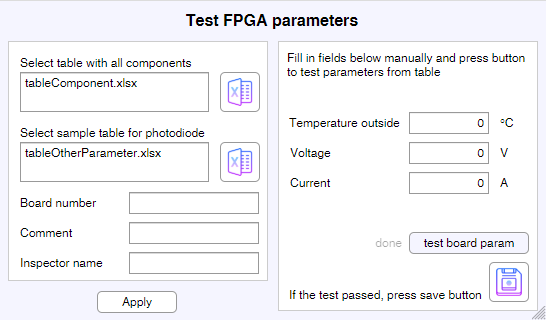 Test FPGA parameters
Select table with all components
tableComponent.xlsx
X
Select sample table for photodiode
tableOtherParameter.xlsx
X
Board number
Comment
Inspector name
Apply
Fill in fields below manually and press button
to test parameters from table
Temperature outside 0 °C
Voltage 0 V
Current 0 A
done test board param
If the test passed, press save button